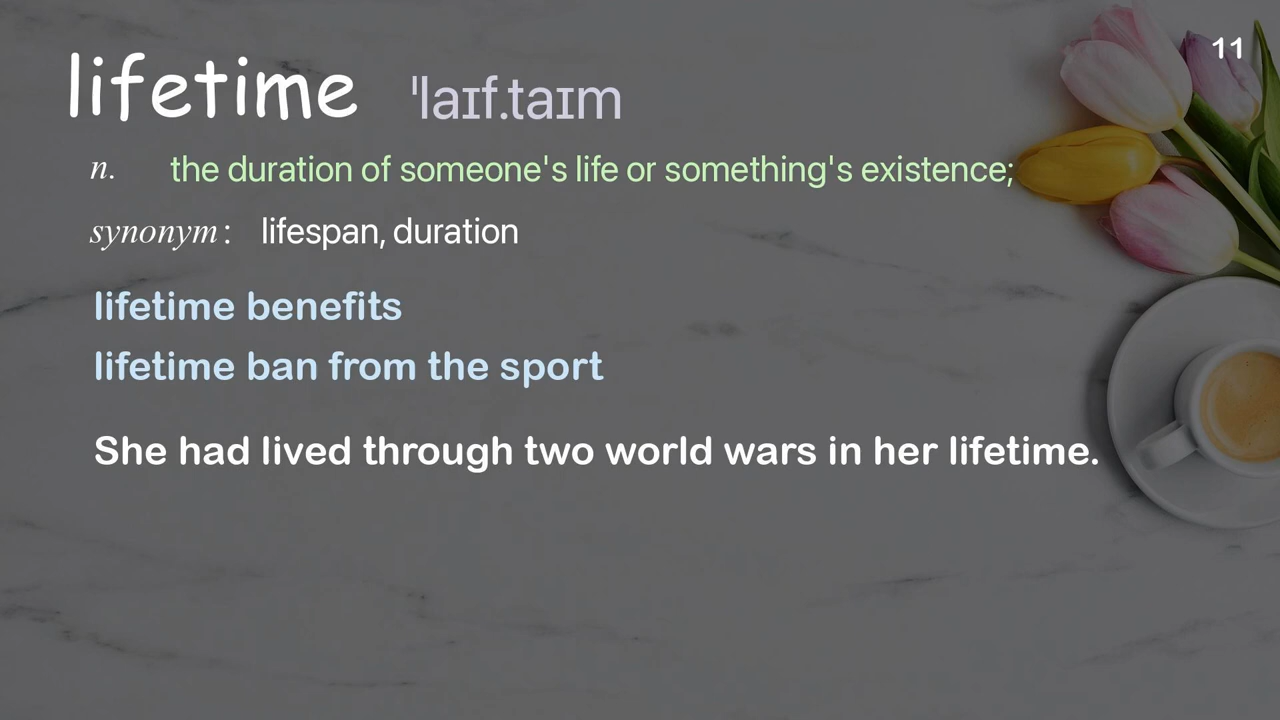 11
lifetime ˈlaɪf.taɪm
n. the duration of someone's life or something's existence;
synonym: lifespan, duration
lifetime benefits
lifetime ban from the sport
She had lived through two world wars in her lifetime.